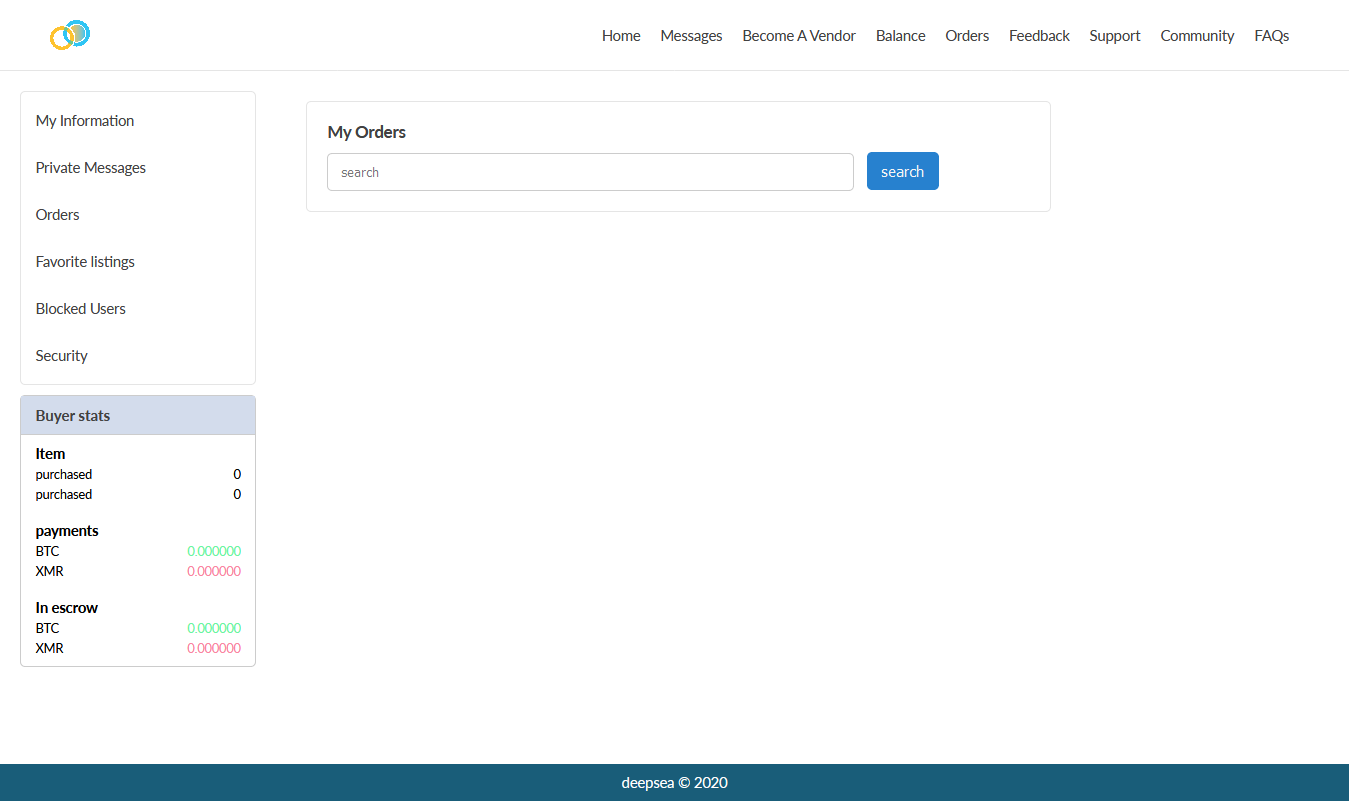 Home Messages Become A Vendor Balance Orders Feedback Support Community FAQs
My Information
Private Messages
Orders
Favorite listings
Blocked Users
Security
Buyer stats
Item
purchased 0
purchased 0
payments
BTC 0.000000
XMR 0.000000
In escrow
BTC 0.000000
XMR 0.000000
My Orders
search search
deepsea © 2020